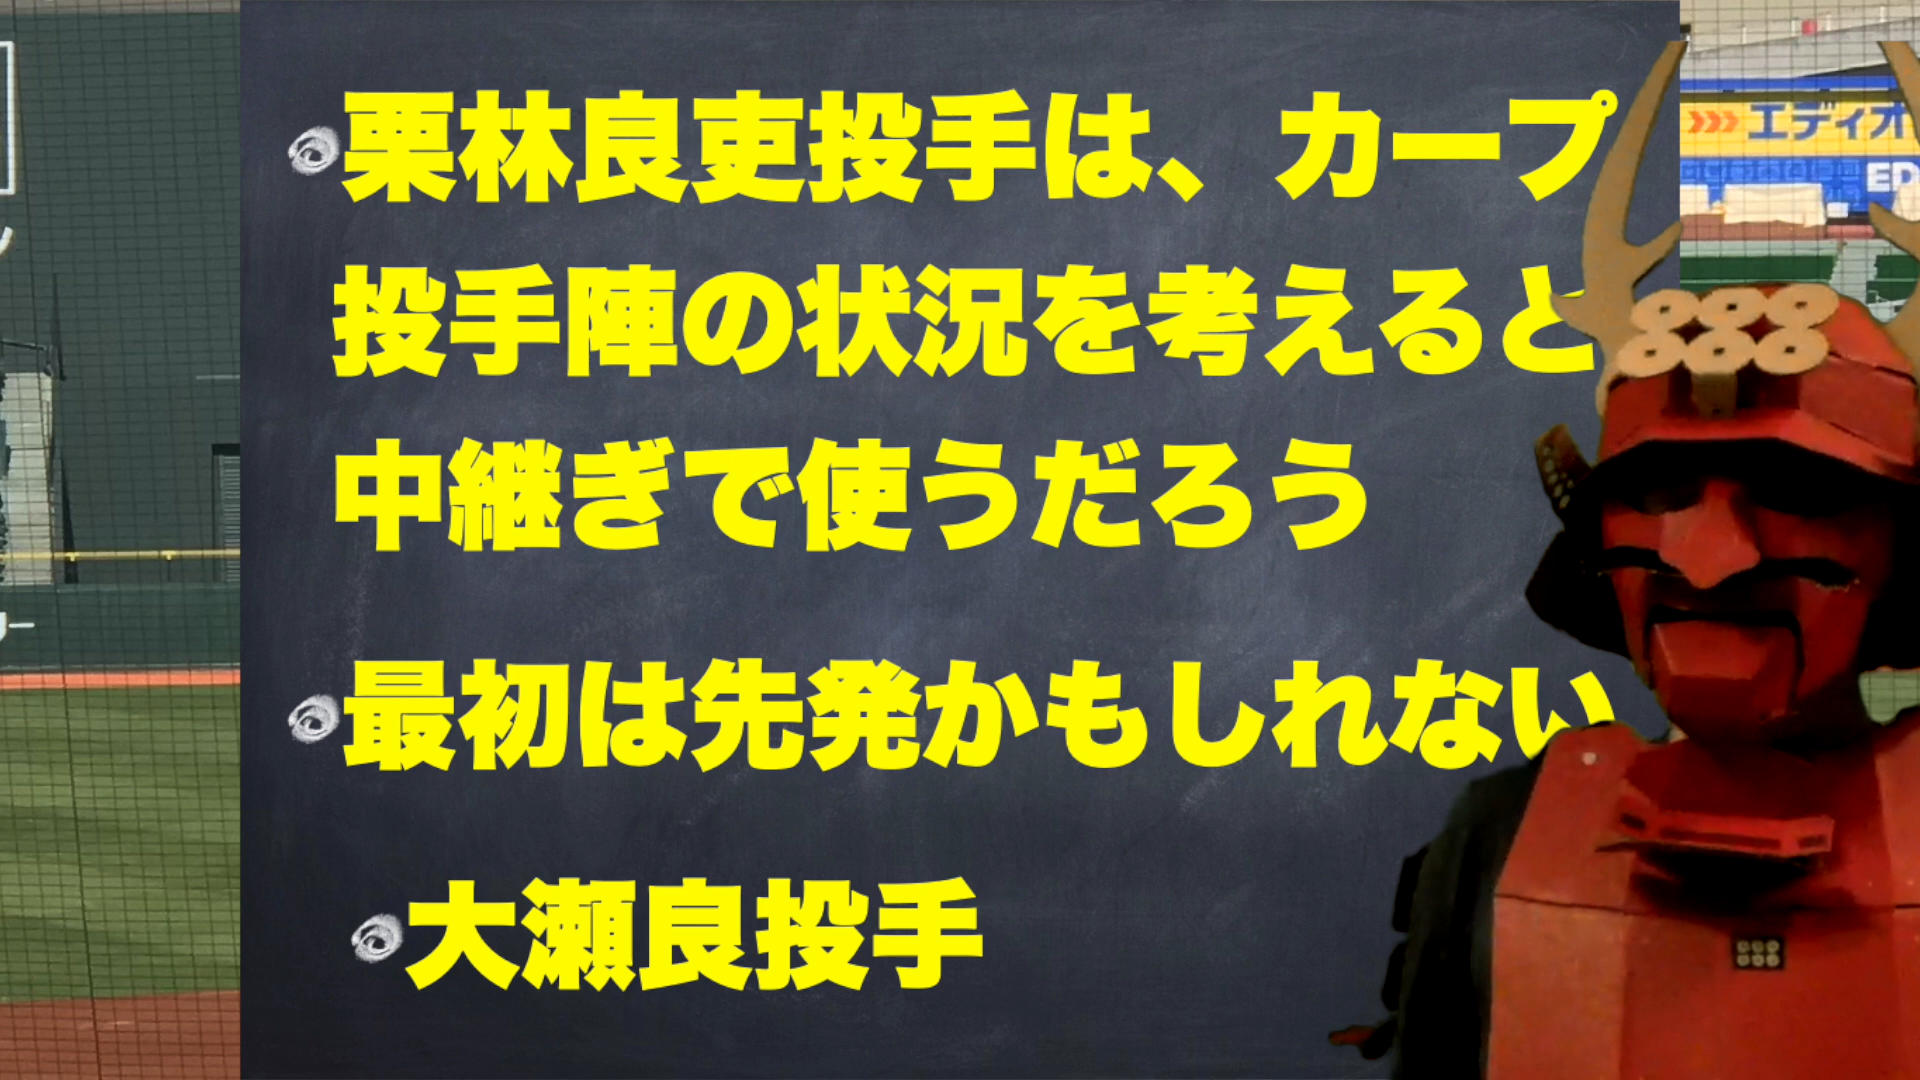 栗林良吏投手は、カープ
投手陣の状況を考えると
中継ぎで使うだろう
最初は先発かもしれない
大瀬良投手
エディオ
ED